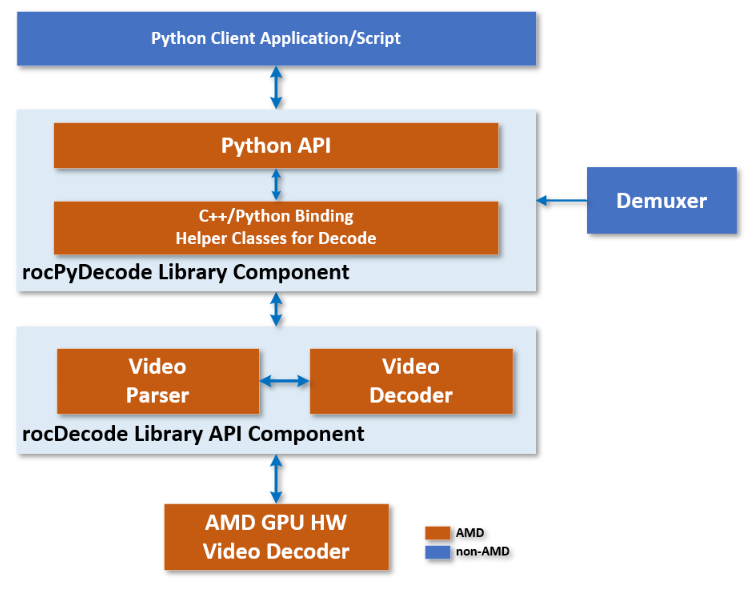 Python Client Application/Script
Python API
C++/Python Binding
Helper Classes for Decode
rocPyDecode Library Component
Demuxer
Video
Parser
Video
Decoder
rocDecode Library API Component
AMD GPU HW
Video Decoder
AMD
non-AMD